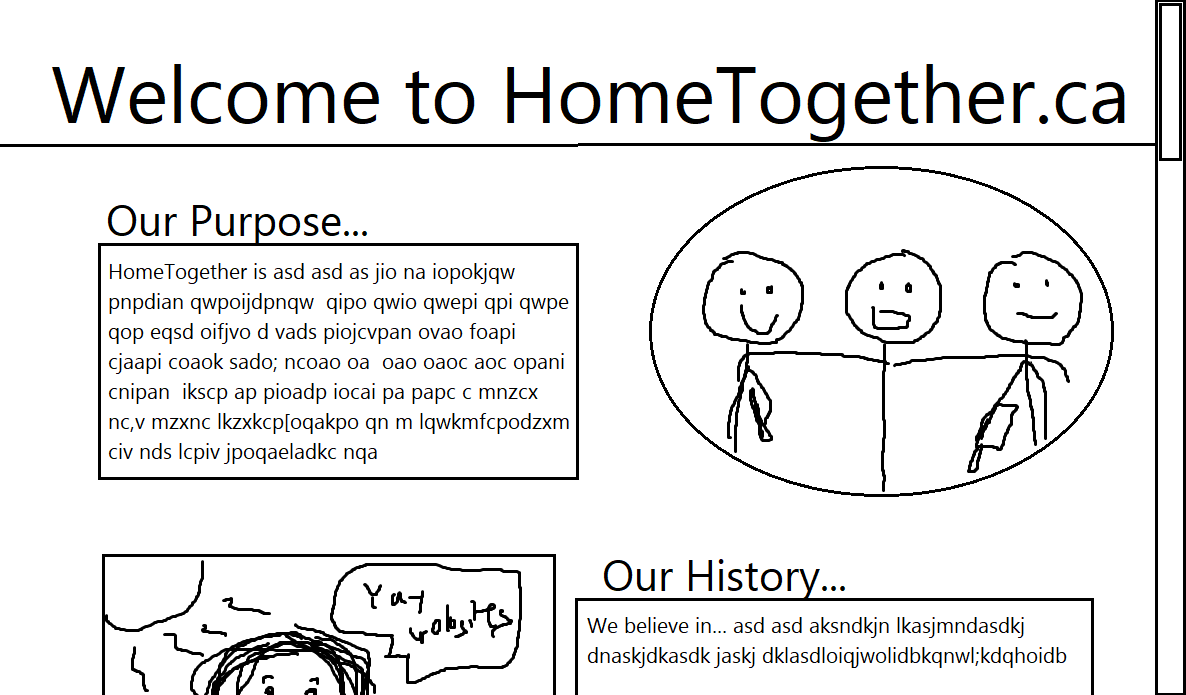 Welcome to HomeTogether.ca
Our Purpose...
HomeTogether is asd asd as jio na iopokjqw
pnpdian qwpoijdpnqw  qipo qwio qwepi qpi qwpe
qop eqsd oifjvo d vads piojcvpan ovao foapi
cjaapi coaok sado; ncoao oa  oao oaoc aoc opani
cnipan  ikscp ap pioadp iocai pa papc c mnzcx
nc,v mzxnc lkzxkcp[oqakpo qn m lqwkmfcpodzxm
civ nds lcpiv jpoqaeladkc nqa
Yay
websites
Our History...
We believe in... asd asd aksndkjn lkasjmndasdkj
dnaskjdkasdk jaskj dklasdloiqjwolidbkqnwl;kdqhoidb